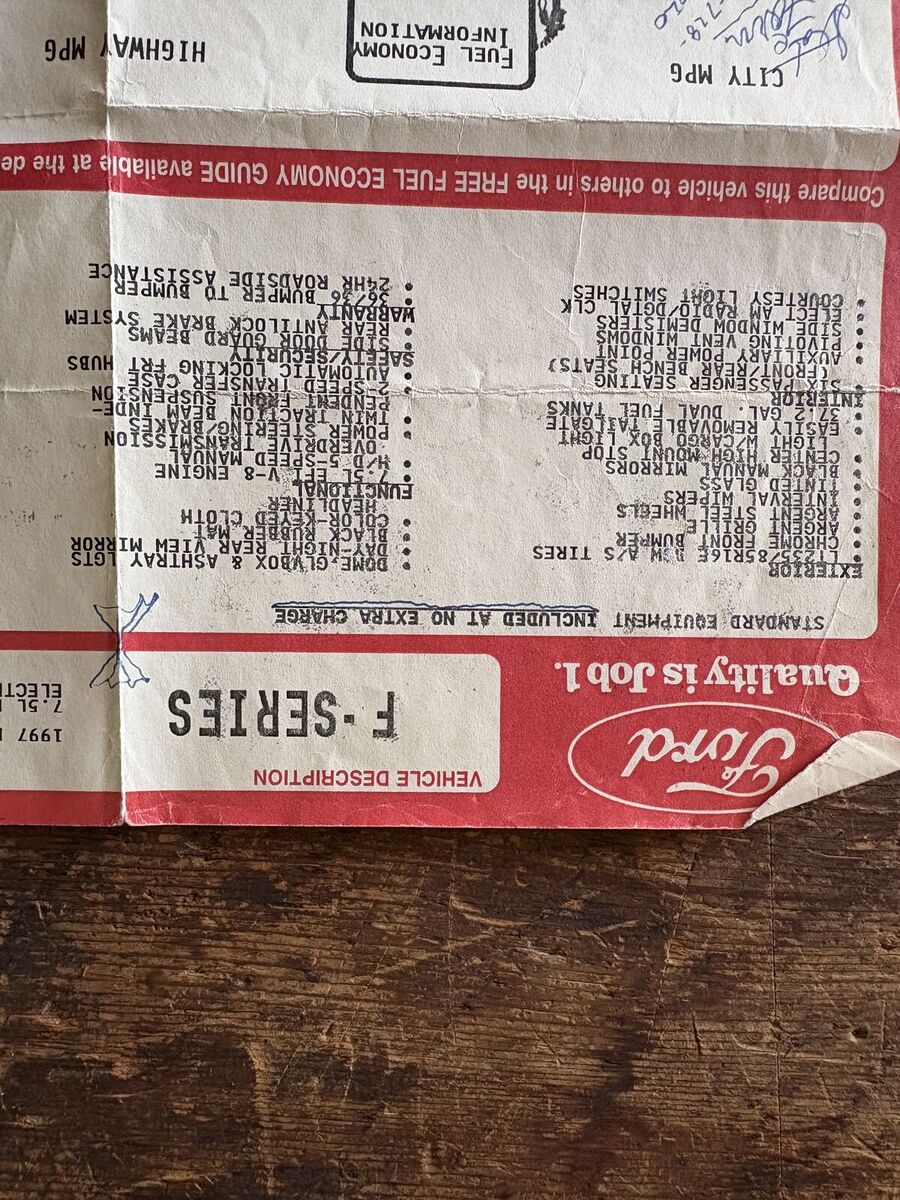 Ford
Quality is Job 1.
VEHICLE DESCRIPTION
F-SERIES
1997
7.5L
STANDARD EQUIPMENT INCLUDED AT NO EXTRA CHARGE
EXTERIOR
• LT235/85R16E BSW A/S TIRES
• CHROME FRONT BUMPER
• ARGENT GRILLE
• ARGENT STEEL WHEELS
• INTERVAL WIPERS
• TINTED GLASS
• BLACK MANUAL MIRRORS
• CENTER HIGH MOUNT STOP
LIGHT W/CARGO BOX LIGHT
• EASILY REMOVABLE TAILGATE
• 37.2 GAL. DUAL FUEL TANKS
INTERIOR
• SIX PASSENGER SEATING
(FRONT/REAR BENCH SEATS)
• AUXILIARY POWER POINT
• PIVOTING VENT WINDOWS
• SIDE WINDOW DEMISTERS
• ELECT AM RADIO/DGTAL CLK
• COURTESY LIGHT SWITCHES
• DOME,GLVBOX & ASHTRAY LGTS
• DAY-NIGHT REAR VIEW MIRROR
• BLACK RUBBER MAT
• COLOR-KEYED CLOTH
HEADLINER
FUNCTIONAL
• 7.5L EFI V-8 ENGINE
• H/D 5-SPEED MANUAL
OVERDRIVE TRANSMISSION
• POWER STEERING/BRAKES
• TWIN TRACTION BEAM INDE-
PENDENT FRONT SUSPENSION
• 2-SPEED TRANSFER CASE
• AUTOMATIC LOCKING FRT HUBS
SAFETY/SECURITY
• SIDE DOOR GUARD BEAMS
• REAR ANTILOCK BRAKE SYSTEM
WARRANTY
• 36/36 BUMPER TO BUMPER
• 24HR ROADSIDE ASSISTANCE
Compare this vehicle to others in the FREE FUEL ECONOMY GUIDE available at the
CITY MPG
FUEL ECONOMY
INFORMATION
HIGHWAY MPG